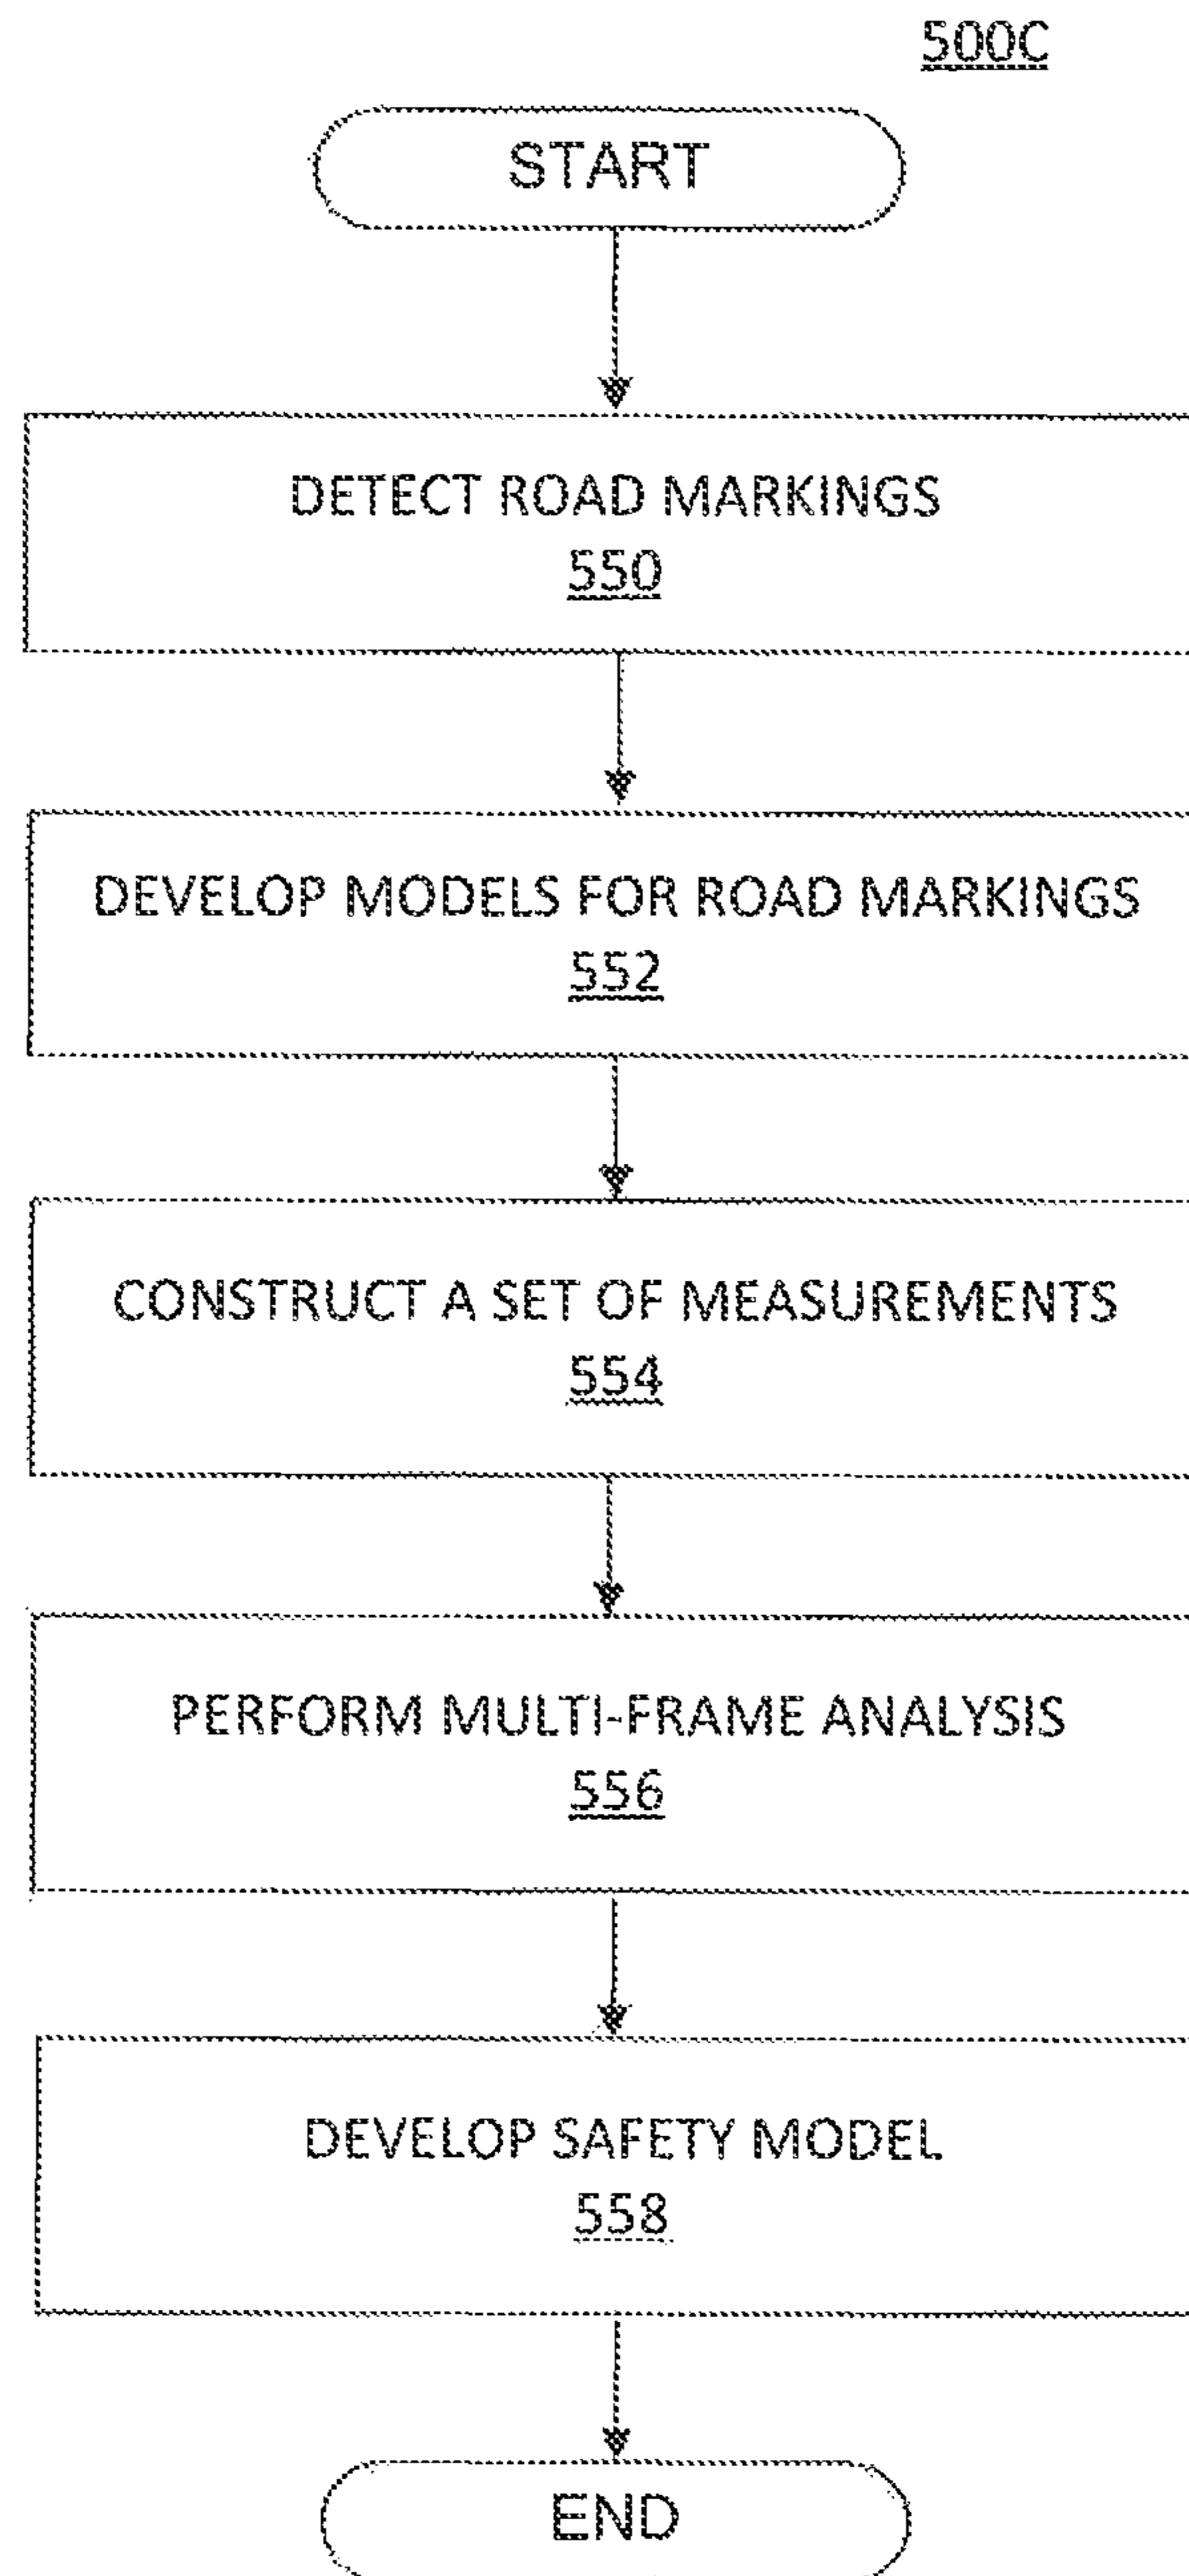 500C
START
DETECT ROAD MARKINGS
550
DEVELOP MODELS FOR ROAD MARKINGS
552
CONSTRUCT A SET OF MEASUREMENTS
554
PERFORM MULTI-FRAME ANALYSIS
556
DEVELOP SAFETY MODEL
558
END